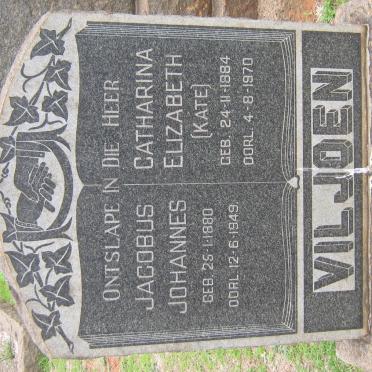 ONTSLAPE IN DIE HEER
JACOBUS
JOHANNES
GEB. 25-1-1880
OORL. 12-6-1949
CATHARINA
ELIZABETH
(KATE)
GEB. 24-11-1884
OORL. 4-8-1970
VILJOEN